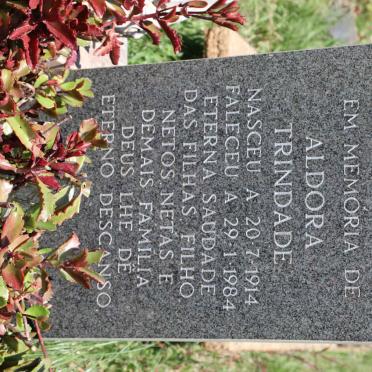 EM MEMÓRIA DE
ALDORA
TRINDADE
NASCEU A 20-7-1914
FALECEU A 29-1-1984
ETERNA SAUDADE
DAS FILHAS FILHO
NETOS NETAS E
DEMAIS FAMÍLIA
DEUS LHE DÊ
ETERNO DESCANSO